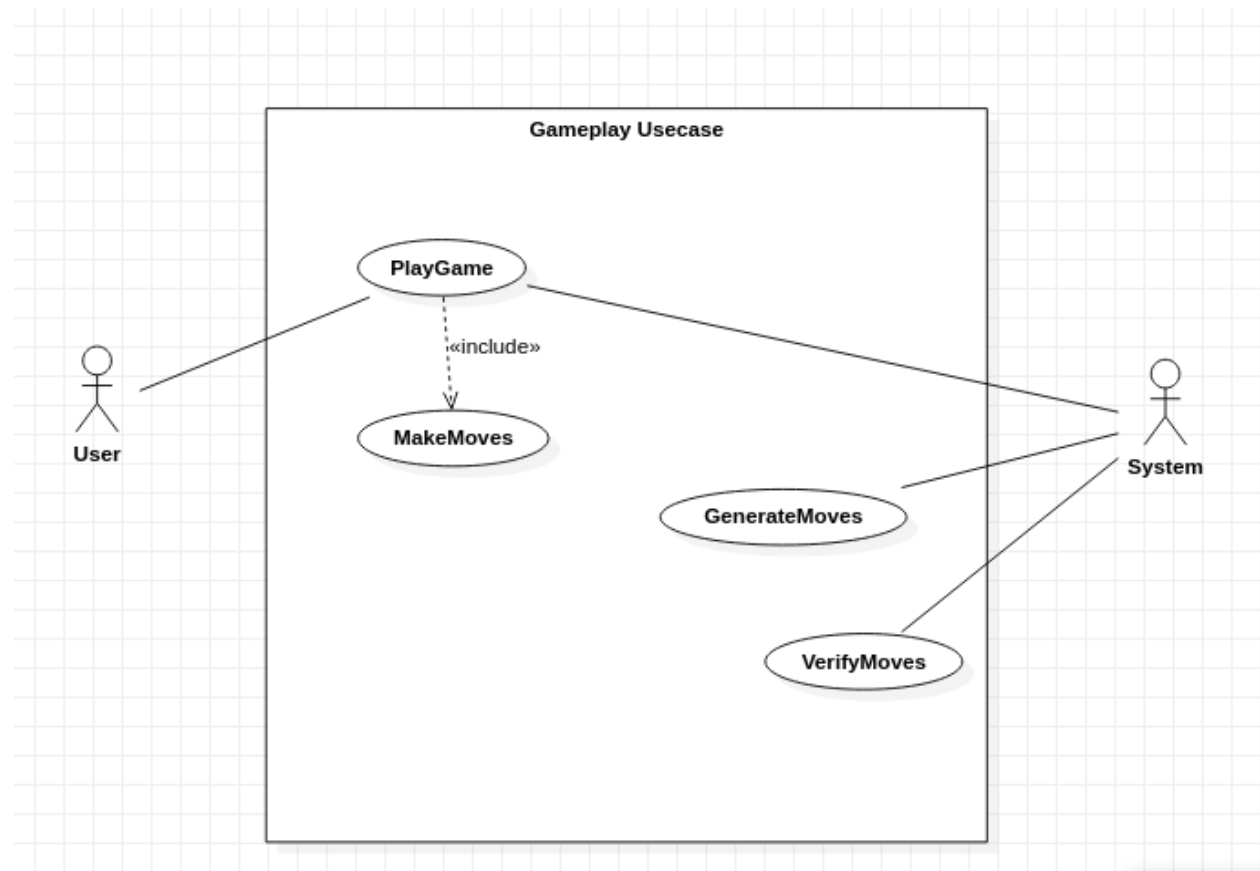 Gameplay Usecase
PlayGame
«include»
User
MakeMoves
System
GenerateMoves
VerifyMoves